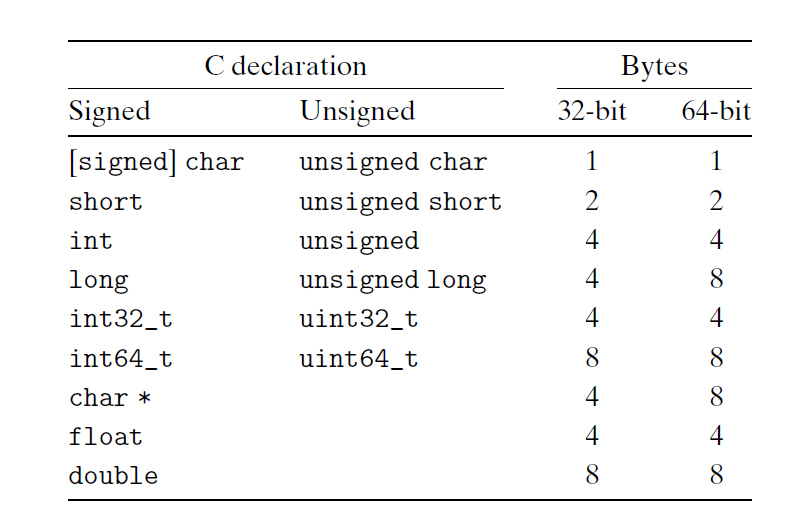 C declaration Bytes
Signed Unsigned 32-bit 64-bit
[signed] char unsigned char 1 1
short unsigned short 2 2
int unsigned 4 4
long unsigned long 4 8
int32_t uint32_t 4 4
int64_t uint64_t 8 8
char * 4 8
float 4 4
double 8 8